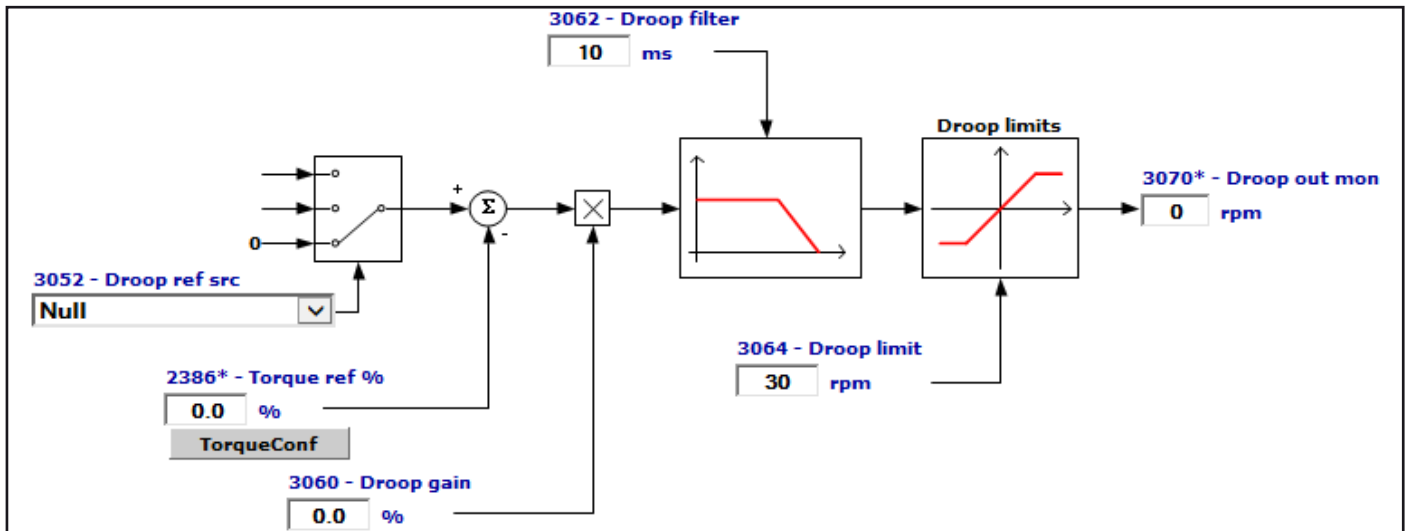 3062 - Droop filter
10 ms
Droop limits
3070* - Droop out mon
0 rpm
+
Σ
-
0
3052 - Droop ref src
Null
3064 - Droop limit
30 rpm
2386* - Torque ref %
0.0 %
TorqueConf
3060 - Droop gain
0.0 %